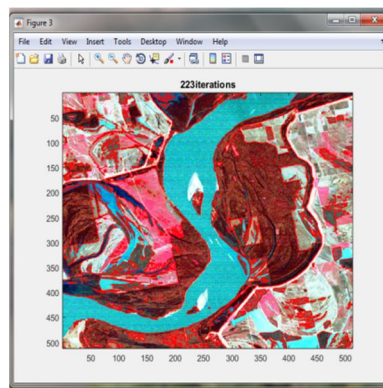 Figure 3
File Edit View Insert Tools Desktop Window Help
223iterations
50
100
150
200
250
300
350
400
450
500
50 100 150 200 250 300 350 400 450 500